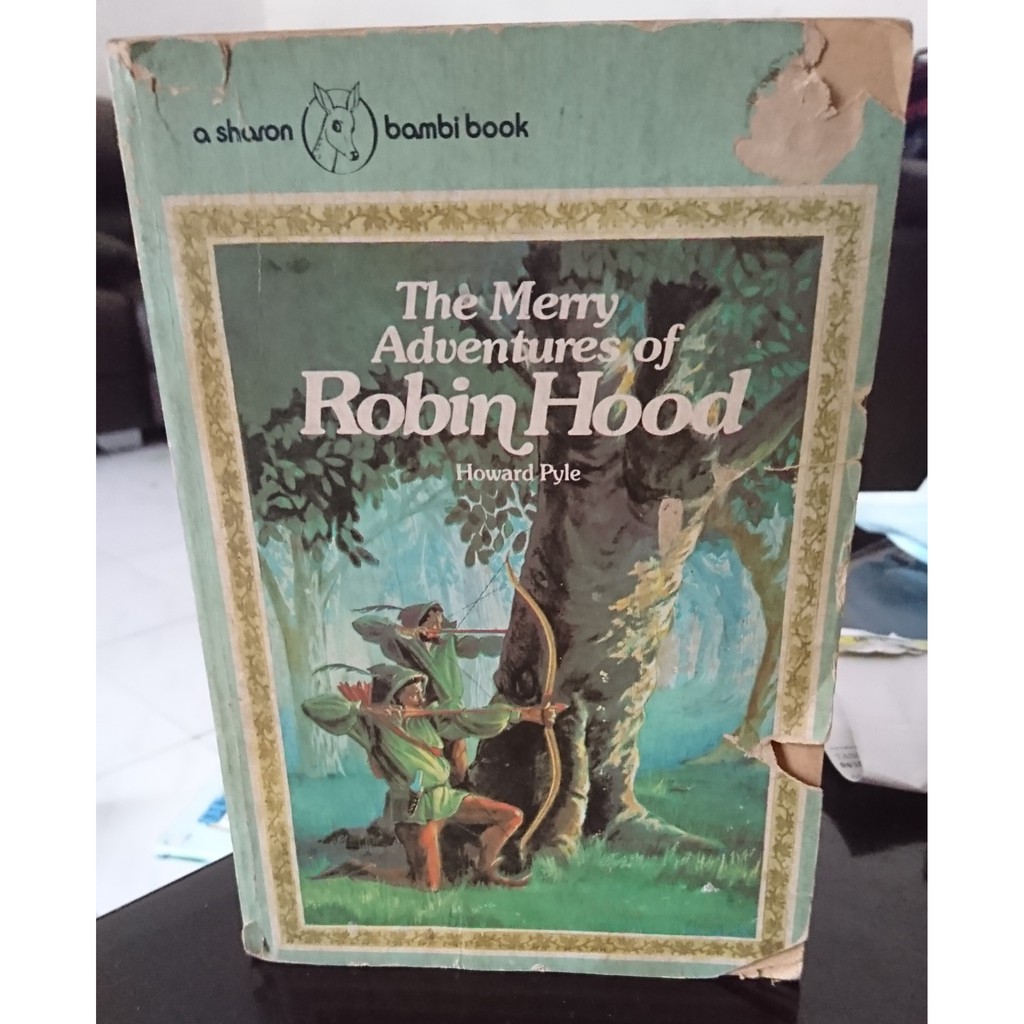 a sharon bambi book
The Merry
Adventures of
Robin Hood
Howard Pyle